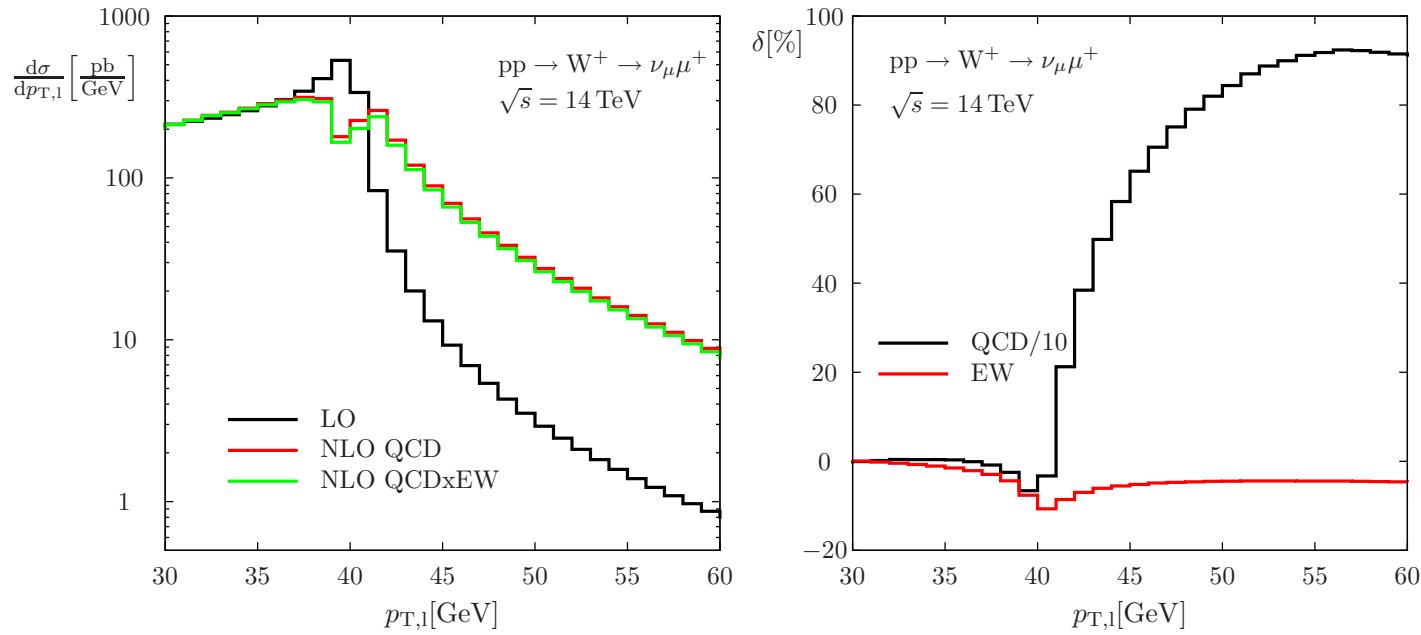 1000
100
10
1
dσ/dp_T,l [pb/GeV]
pp → W⁺ → ν_μμ⁺
√s = 14 TeV
LO
NLO QCD
NLO QCDxEW
30 35 40 45 50 55 60
p_T,l[GeV]
100
80
60
40
20
0
−20
δ[%]
pp → W⁺ → ν_μμ⁺
√s = 14 TeV
QCD/10
EW
30 35 40 45 50 55 60
p_T,l[GeV]